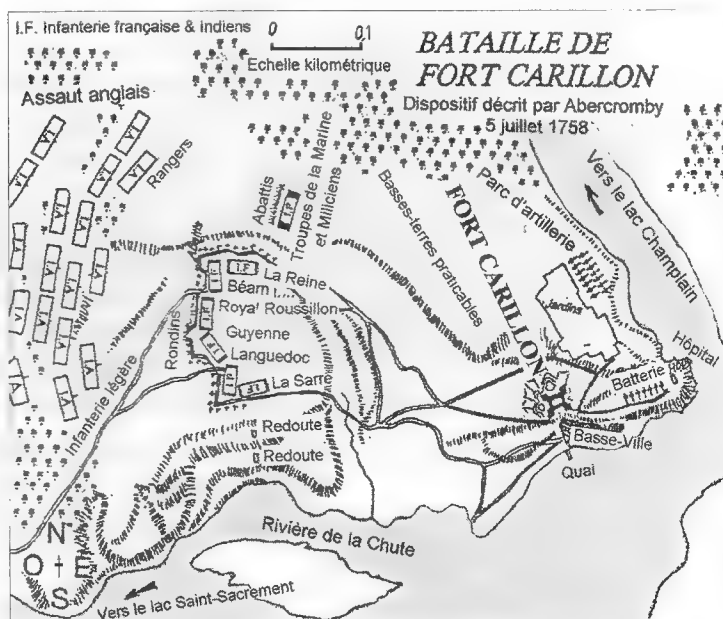 I.F. Infanterie française & Indiens
0 0,1
Echelle kilométrique
BATAILLE DE
FORT CARILLON
Dispositif décrit par Abercromby
5 juillet 1758
Assaut anglais
Rangers
Abattis
Troupes de la Marine
et Miliciens
I.F.
Basses-terres praticables
FORT CARILLON
Parc d'artillerie
Vers le lac Champlain
I.F.
La Reine
Béarn
Royal Roussillon
Guyenne
Languedoc
La Sarre
Rondins
Infanterie légère
Jardins
Hôpital
Batterie
Basse-Ville
Quai
Redoute
Redoute
Rivière de la Chute
Vers le lac Saint-Sacrement
N
O E
S